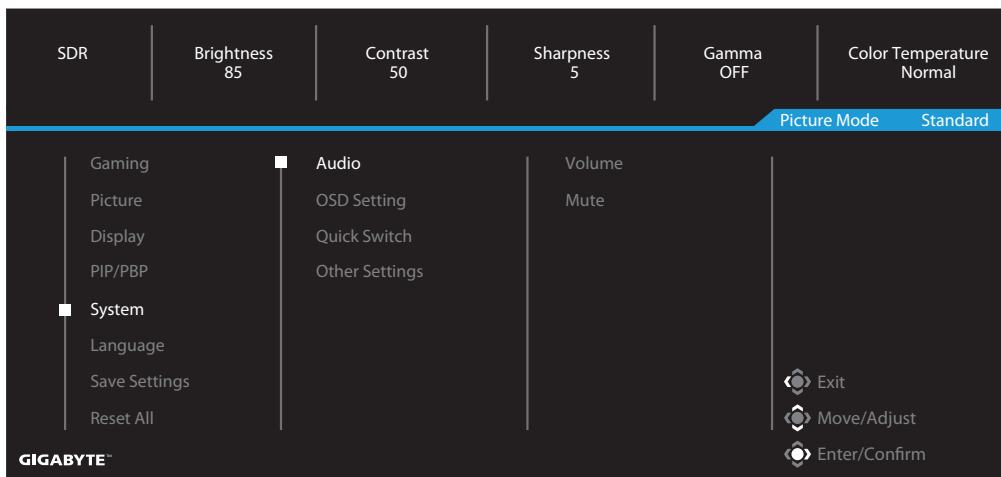 SDR
Brightness
85
Contrast
50
Sharpness
5
Gamma
OFF
Color Temperature
Normal
Picture Mode Standard
Gaming
Picture
Display
PIP/PBP
System
Language
Save Settings
Reset All
Audio
OSD Setting
Quick Switch
Other Settings
Volume
Mute
Exit
Move/Adjust
Enter/Confirm
GIGABYTE™